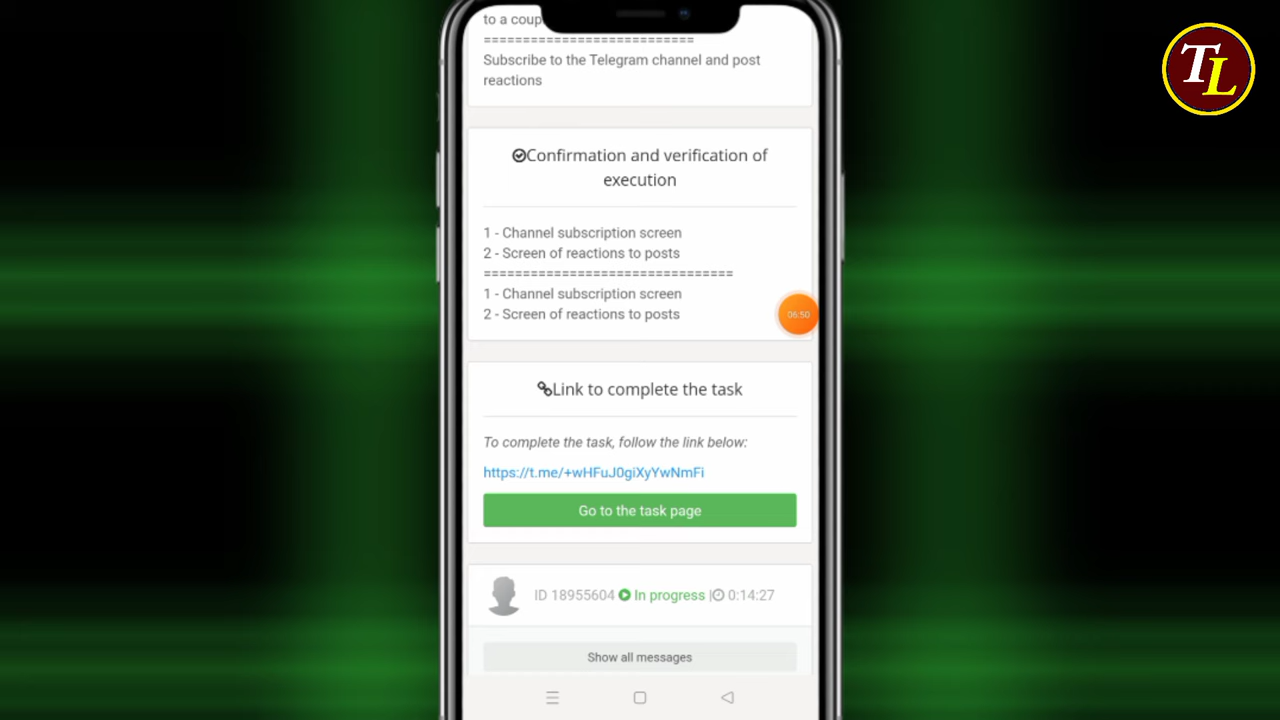 to a coup
==========================
Subscribe to the Telegram channel and post
reactions
Confirmation and verification of
execution
1 - Channel subscription screen
2 - Screen of reactions to posts
===============================
1 - Channel subscription screen
2 - Screen of reactions to posts
06:50
Link to complete the task
To complete the task, follow the link below:
https://t.me/+wHFuJ0giXyYwNmFi
Go to the task page
ID 18955604 In progress | 0:14:27
Show all messages
TL